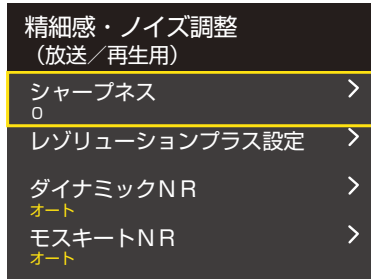 精細感・ノイズ調整
（放送／再生用）
シャープネス
0
レゾリューションプラス設定
ダイナミックＮＲ
オート
モスキートＮＲ
オート